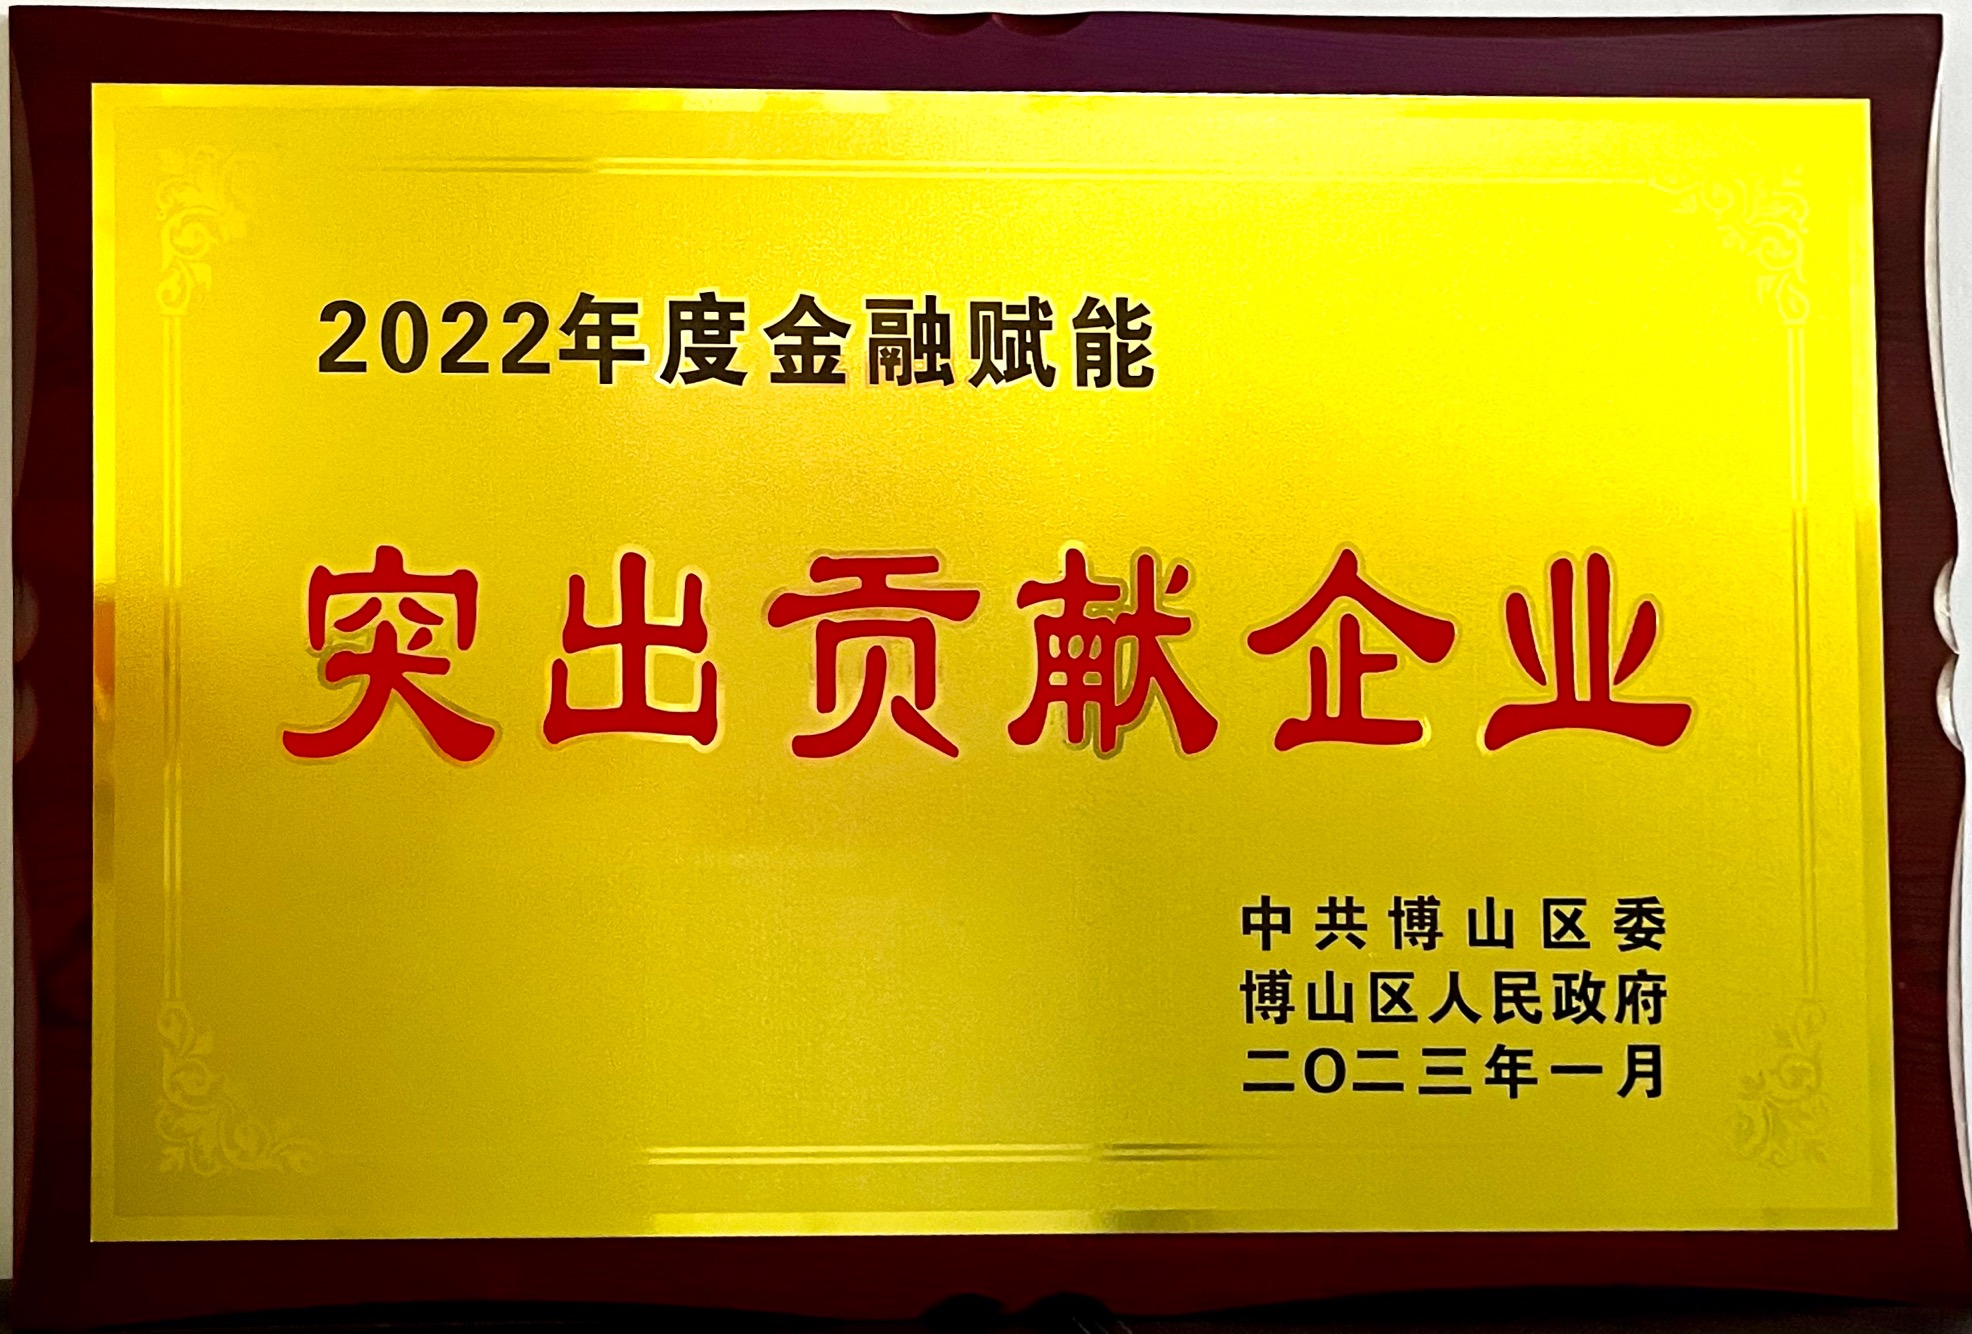 2022年度金融赋能
突出贡献企业
中共博山区委
博山区人民政府
二〇二三年一月